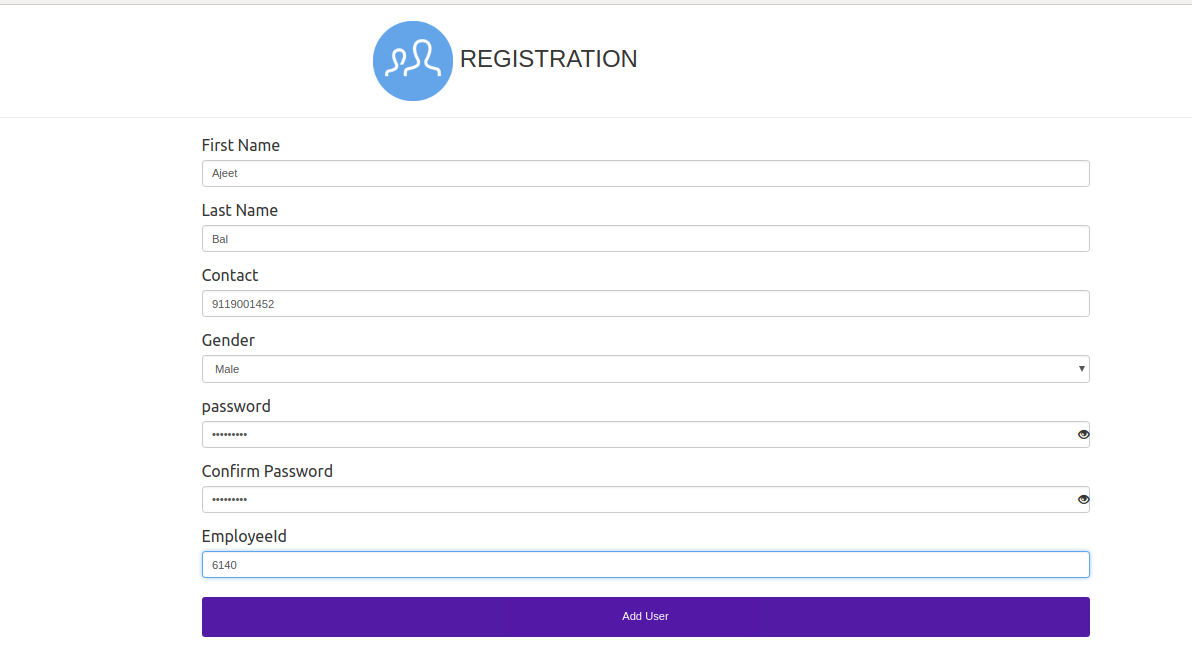 REGISTRATION
First Name
Ajeet
Last Name
Bal
Contact
9119001452
Gender
Male
password
•••••••••
Confirm Password
•••••••••
EmployeeId
6140
Add User